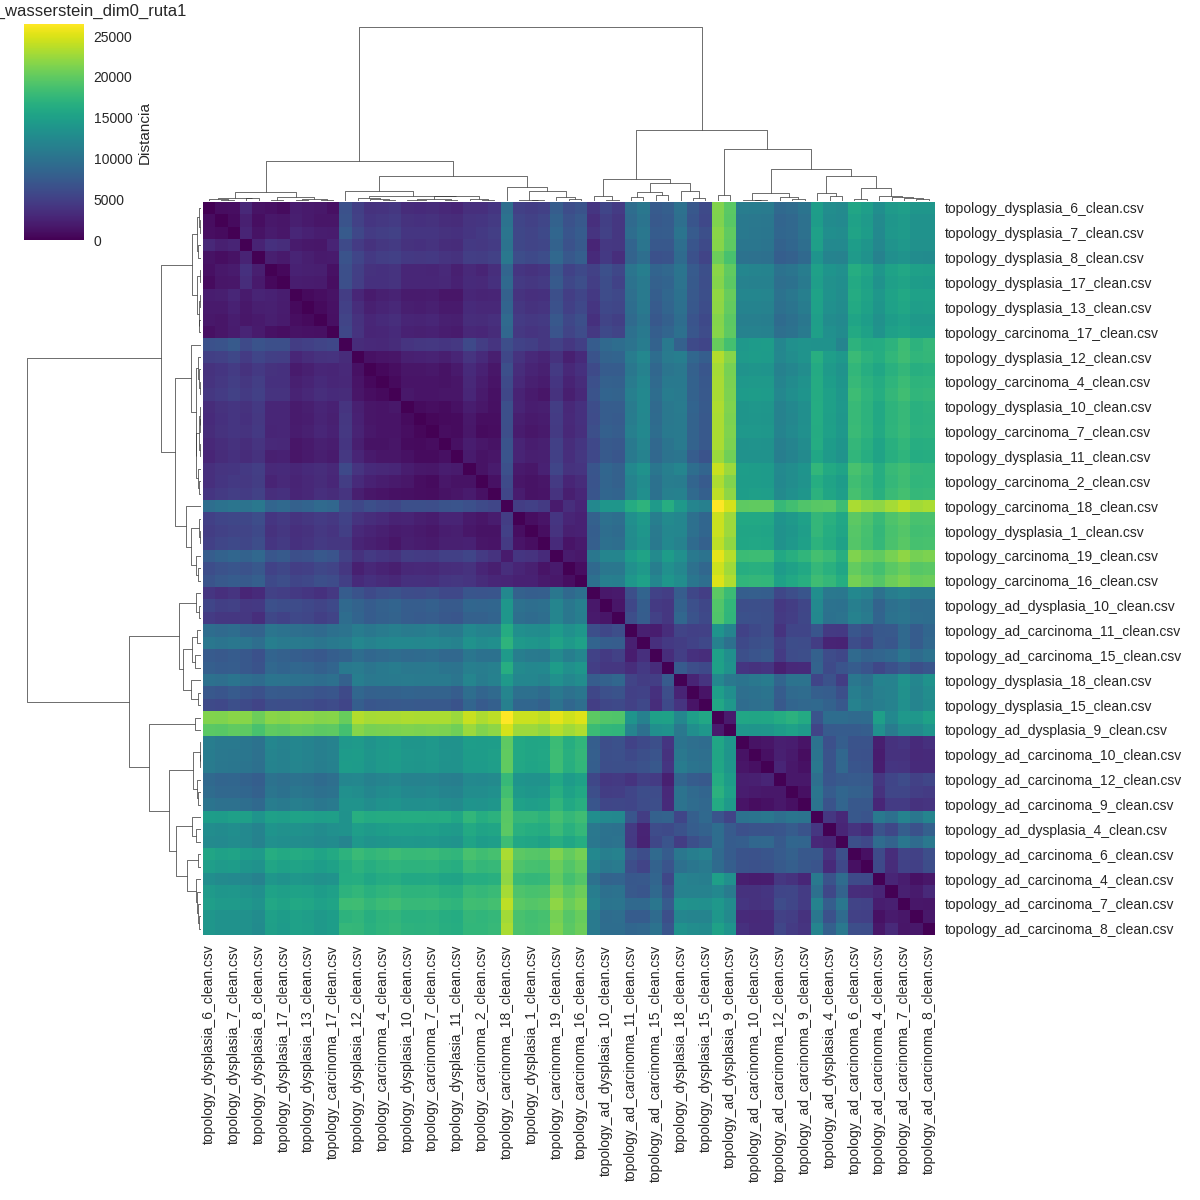 _wasserstein_dim0_ruta1
25000
20000
15000
10000
5000
0
Distancia
topology_dysplasia_6_clean.csv
topology_dysplasia_7_clean.csv
topology_dysplasia_8_clean.csv
topology_dysplasia_17_clean.csv
topology_dysplasia_13_clean.csv
topology_carcinoma_17_clean.csv
topology_dysplasia_12_clean.csv
topology_carcinoma_4_clean.csv
topology_dysplasia_10_clean.csv
topology_carcinoma_7_clean.csv
topology_dysplasia_11_clean.csv
topology_carcinoma_2_clean.csv
topology_carcinoma_18_clean.csv
topology_dysplasia_1_clean.csv
topology_carcinoma_19_clean.csv
topology_carcinoma_16_clean.csv
topology_ad_dysplasia_10_clean.csv
topology_ad_carcinoma_11_clean.csv
topology_ad_carcinoma_15_clean.csv
topology_dysplasia_18_clean.csv
topology_dysplasia_15_clean.csv
topology_ad_dysplasia_9_clean.csv
topology_ad_carcinoma_10_clean.csv
topology_ad_carcinoma_12_clean.csv
topology_ad_carcinoma_9_clean.csv
topology_ad_dysplasia_4_clean.csv
topology_ad_carcinoma_6_clean.csv
topology_ad_carcinoma_4_clean.csv
topology_ad_carcinoma_7_clean.csv
topology_ad_carcinoma_8_clean.csv
topology_dysplasia_6_clean.csv
topology_dysplasia_7_clean.csv
topology_dysplasia_8_clean.csv
topology_dysplasia_17_clean.csv
topology_dysplasia_13_clean.csv
topology_carcinoma_17_clean.csv
topology_dysplasia_12_clean.csv
topology_carcinoma_4_clean.csv
topology_dysplasia_10_clean.csv
topology_carcinoma_7_clean.csv
topology_dysplasia_11_clean.csv
topology_carcinoma_2_clean.csv
topology_carcinoma_18_clean.csv
topology_dysplasia_1_clean.csv
topology_carcinoma_19_clean.csv
topology_carcinoma_16_clean.csv
topology_ad_dysplasia_10_clean.csv
topology_ad_carcinoma_11_clean.csv
topology_ad_carcinoma_15_clean.csv
topology_dysplasia_18_clean.csv
topology_dysplasia_15_clean.csv
topology_ad_dysplasia_9_clean.csv
topology_ad_carcinoma_10_clean.csv
topology_ad_carcinoma_12_clean.csv
topology_ad_carcinoma_9_clean.csv
topology_ad_dysplasia_4_clean.csv
topology_ad_carcinoma_6_clean.csv
topology_ad_carcinoma_4_clean.csv
topology_ad_carcinoma_7_clean.csv
topology_ad_carcinoma_8_clean.csv